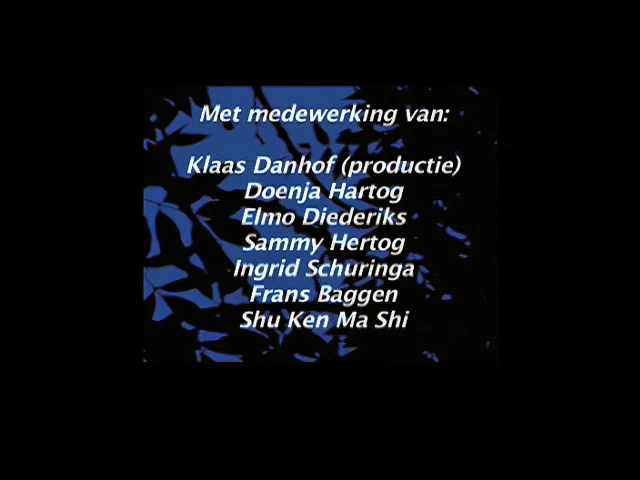 Met medewerking van:
Klaas Danhof (productie)
Doenja Hartog
Elmo Diederiks
Sammy Hertog
Ingrid Schuringa
Frans Baggen
Shu Ken Ma Shi